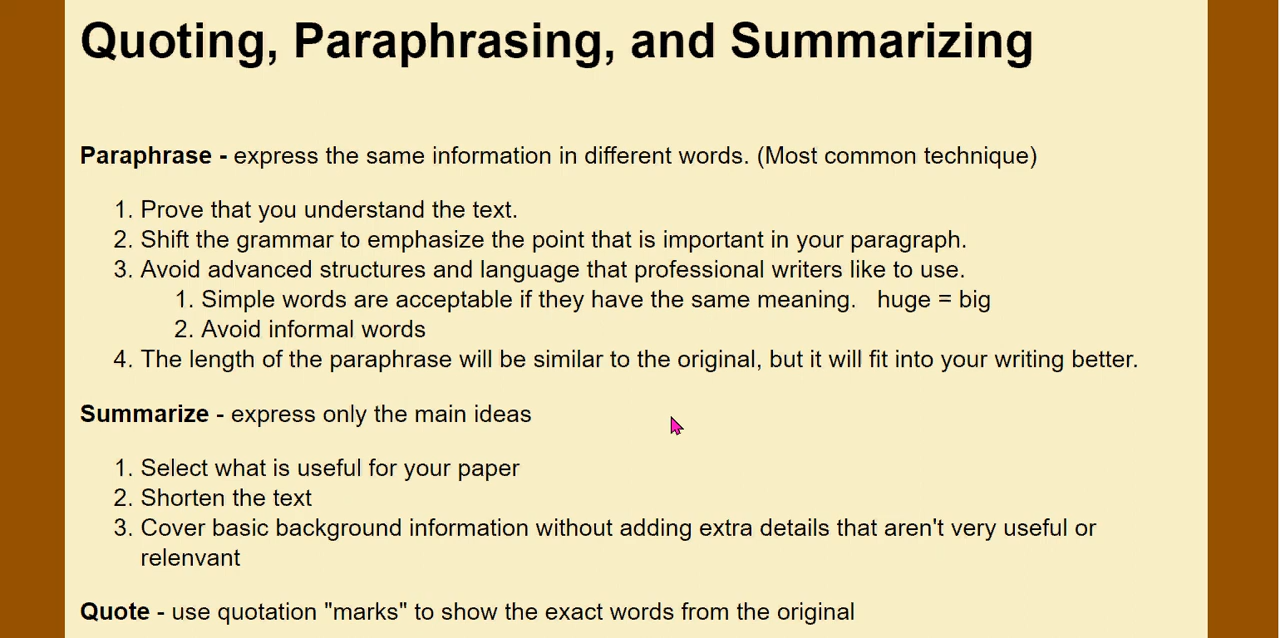 Quoting, Paraphrasing, and Summarizing
Paraphrase - express the same information in different words. (Most common technique)
1. Prove that you understand the text.
2. Shift the grammar to emphasize the point that is important in your paragraph.
3. Avoid advanced structures and language that professional writers like to use.
1. Simple words are acceptable if they have the same meaning. huge = big
2. Avoid informal words
4. The length of the paraphrase will be similar to the original, but it will fit into your writing better.
Summarize - express only the main ideas
1. Select what is useful for your paper
2. Shorten the text
3. Cover basic background information without adding extra details that aren't very useful or
relenvant
Quote - use quotation "marks" to show the exact words from the original